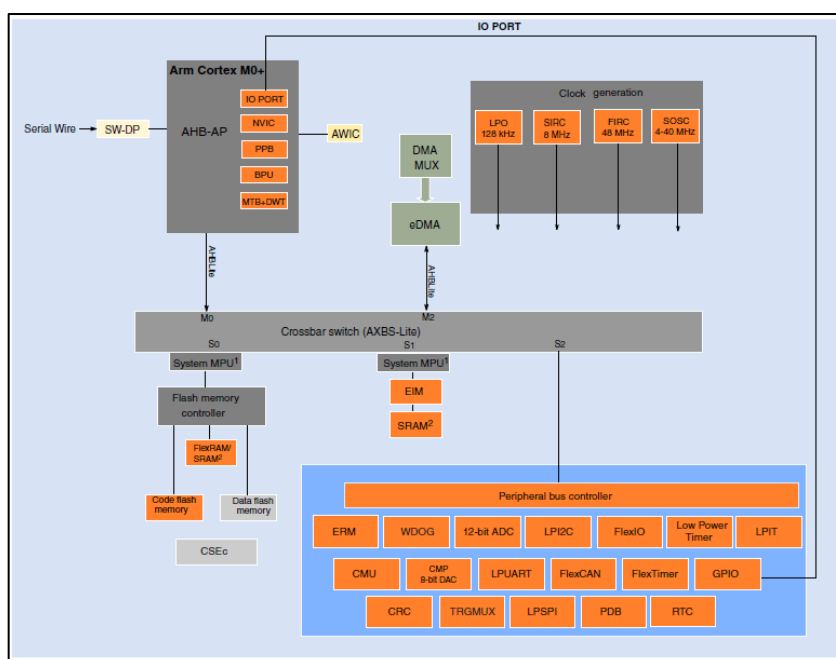 IO PORT
Arm Cortex M0+
IO PORT
NVIC
PPB
BPU
MTB+DWT
AHB-AP
Serial Wire
SW-DP
AWIC
DMA
MUX
eDMA
Clock generation
LPO
128 kHz
SIRC
8 MHz
FIRC
48 MHz
SOSC
4-40 MHz
AHBLite
AHBLite
M0
M2
Crossbar switch (AXBS-Lite)
S0
S1
S2
System MPU1
System MPU1
Flash memory
controller
EIM
SRAM2
FlexRAM/
SRAM2
Code flash
memory
Data flash
memory
CSEc
Peripheral bus controller
ERM
WDOG
12-bit ADC
LPI2C
FlexIO
Low Power
Timer
LPIT
CMU
CMP
8-bit DAC
LPUART
FlexCAN
FlexTimer
GPIO
CRC
TRGMUX
LPSPI
PDB
RTC